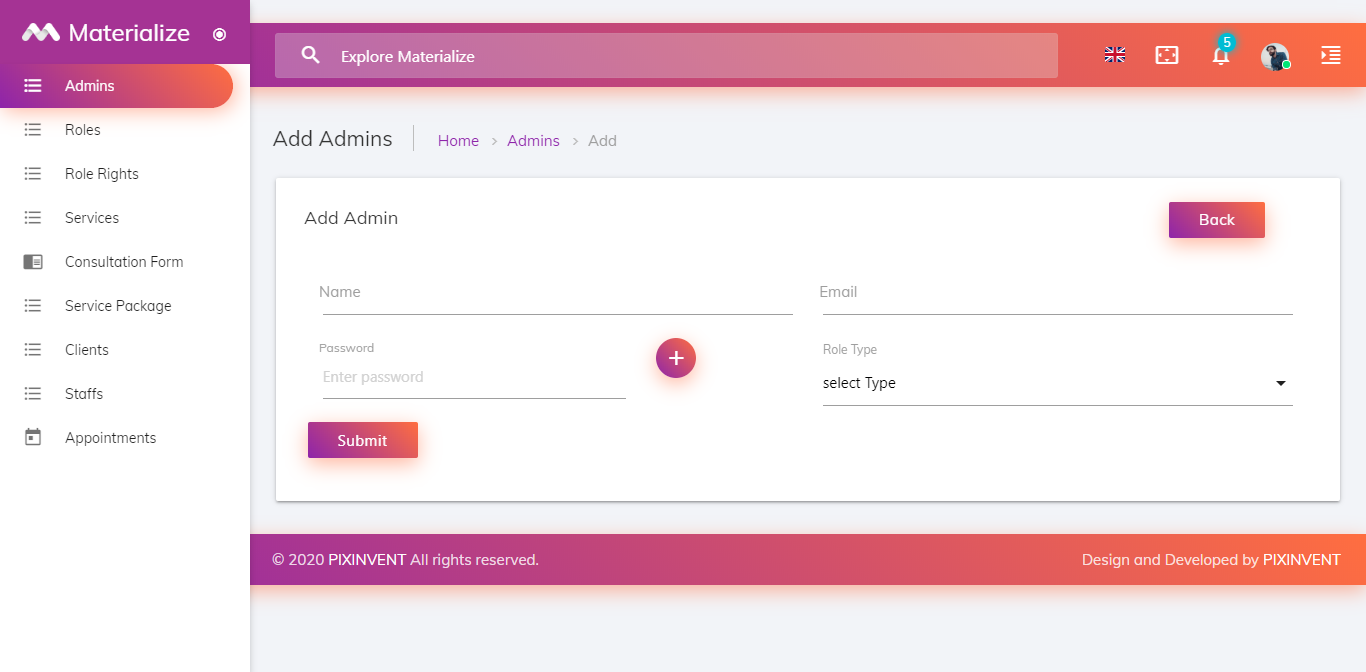 Materialize
Explore Materialize
5
Admins
Roles
Role Rights
Services
Consultation Form
Service Package
Clients
Staffs
Appointments
Add Admins
Home > Admins > Add
Add Admin
Back
Name
Email
Password
Enter password
Role Type
select Type
Submit
© 2020 PIXINVENT All rights reserved.
Design and Developed by PIXINVENT